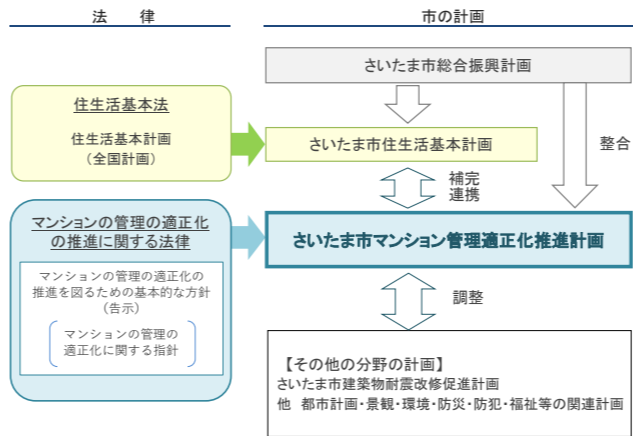 法　律
市の計画
さいたま市総合振興計画
住生活基本法
住生活基本計画
（全国計画）
さいたま市住生活基本計画
整合
補完
連携
マンションの管理の適正化
の推進に関する法律
マンションの管理の適正化の
推進を図るための基本的な方針
（告示）
マンションの管理の
適正化に関する指針
さいたま市マンション管理適正化推進計画
調整
【その他の分野の計画】
さいたま市建築物耐震改修促進計画
他　都市計画・景観・環境・防災・防犯・福祉等の関連計画